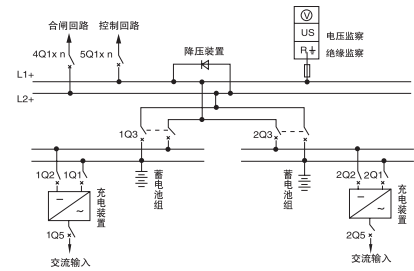 合闸回路
控制回路
4Q1x n
5Q1x n
降压装置
V
US
R
电压监察
绝缘监察
L1+
L2+
1Q3
2Q3
1Q2
1Q1
蓄电池组
充电装置
1Q5
交流输入
蓄电池组
2Q2
2Q1
充电装置
2Q5
交流输入